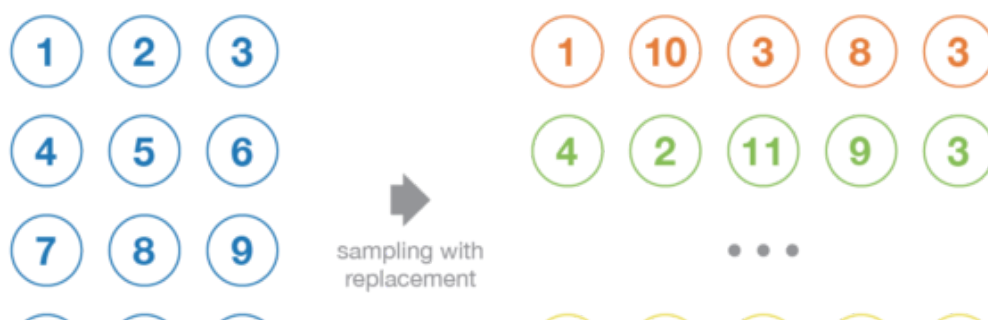 1 2 3
4 5 6
7 8 9
sampling with
replacement
1 10 3 8 3
4 2 11 9 3
•••